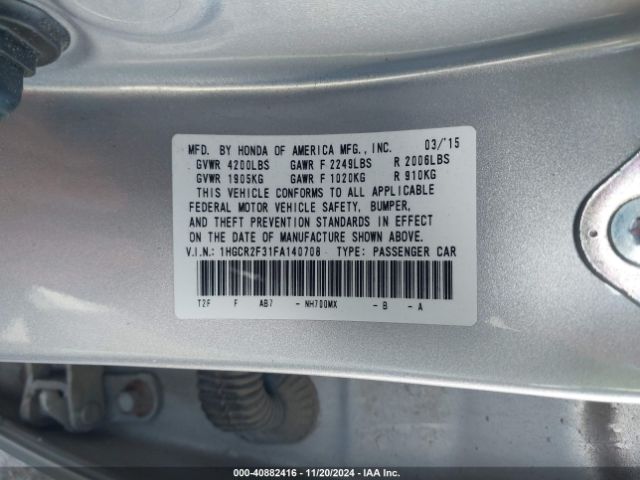 MFD. BY HONDA OF AMERICA MFG., INC. 03/'15
GVWR 4200LBS GAWR F 2249LBS R 2006LBS
GVWR 1905KG GAWR F 1020KG R 910KG
THIS VEHICLE CONFORMS TO ALL APPLICABLE
FEDERAL MOTOR VEHICLE SAFETY, BUMPER,
AND THEFT PREVENTION STANDARDS IN EFFECT
ON THE DATE OF MANUFACTURE SHOWN ABOVE.
V.I.N.: 1HGCR2F31FA140708 TYPE: PASSENGER CAR
T2F F AB7 - NH700MX - B - A
000-40882416 - 11/20/2024 - IAA Inc.